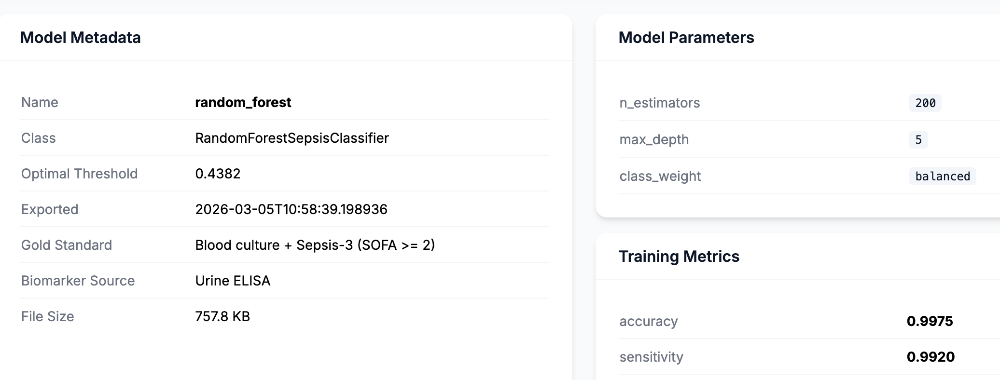 Model Metadata
Name random_forest
Class RandomForestSepsisClassifier
Optimal Threshold 0.4382
Exported 2026-03-05T10:58:39.198936
Gold Standard Blood culture + Sepsis-3 (SOFA >= 2)
Biomarker Source Urine ELISA
File Size 757.8 KB
Model Parameters
n_estimators 200
max_depth 5
class_weight balanced
Training Metrics
accuracy 0.9975
sensitivity 0.9920